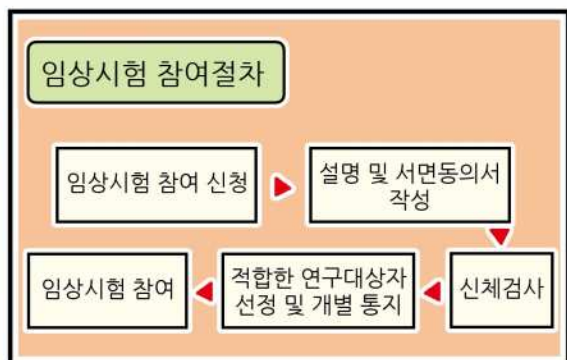 임상시험 참여절차
임상시험 참여 신청
설명 및 서면동의서
작성
신체검사
적합한 연구대상자
선정 및 개별 통지
임상시험 참여